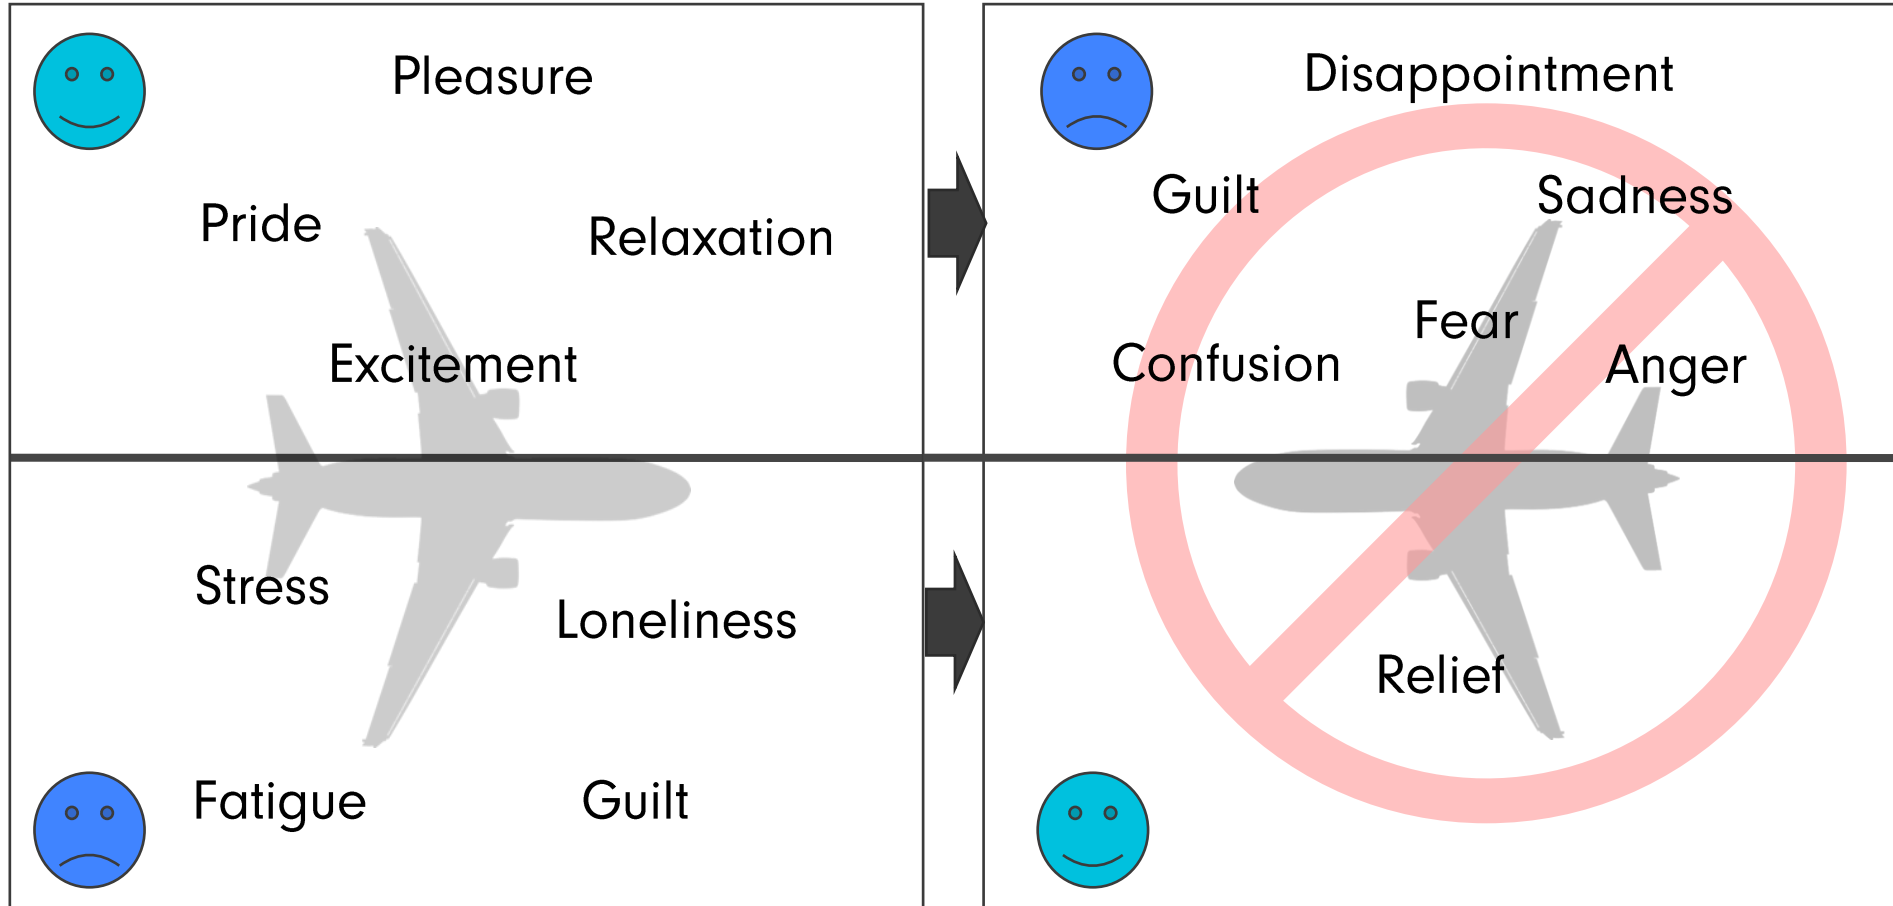 Pleasure
Pride
Relaxation
Excitement
Stress
Loneliness
Fatigue
Guilt
Disappointment
Guilt
Sadness
Fear
Confusion
Anger
Relief